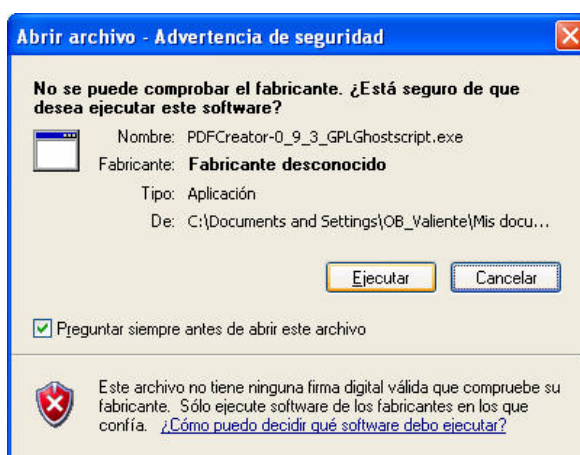 Abrir archivo - Advertencia de seguridad
No se puede comprobar el fabricante. ¿Está seguro de que
desea ejecutar este software?
Nombre: PDFCreator-0_9_3_GPLGhostscript.exe
Fabricante: Fabricante desconocido
Tipo: Aplicación
De: C:\Documents and Settings\OB_Valiente\Mis docu...
Ejecutar Cancelar
Preguntar siempre antes de abrir este archivo
Este archivo no tiene ninguna firma digital válida que compruebe su
fabricante. Sólo ejecute software de los fabricantes en los que
confía. ¿Cómo puedo decidir qué software debo ejecutar?